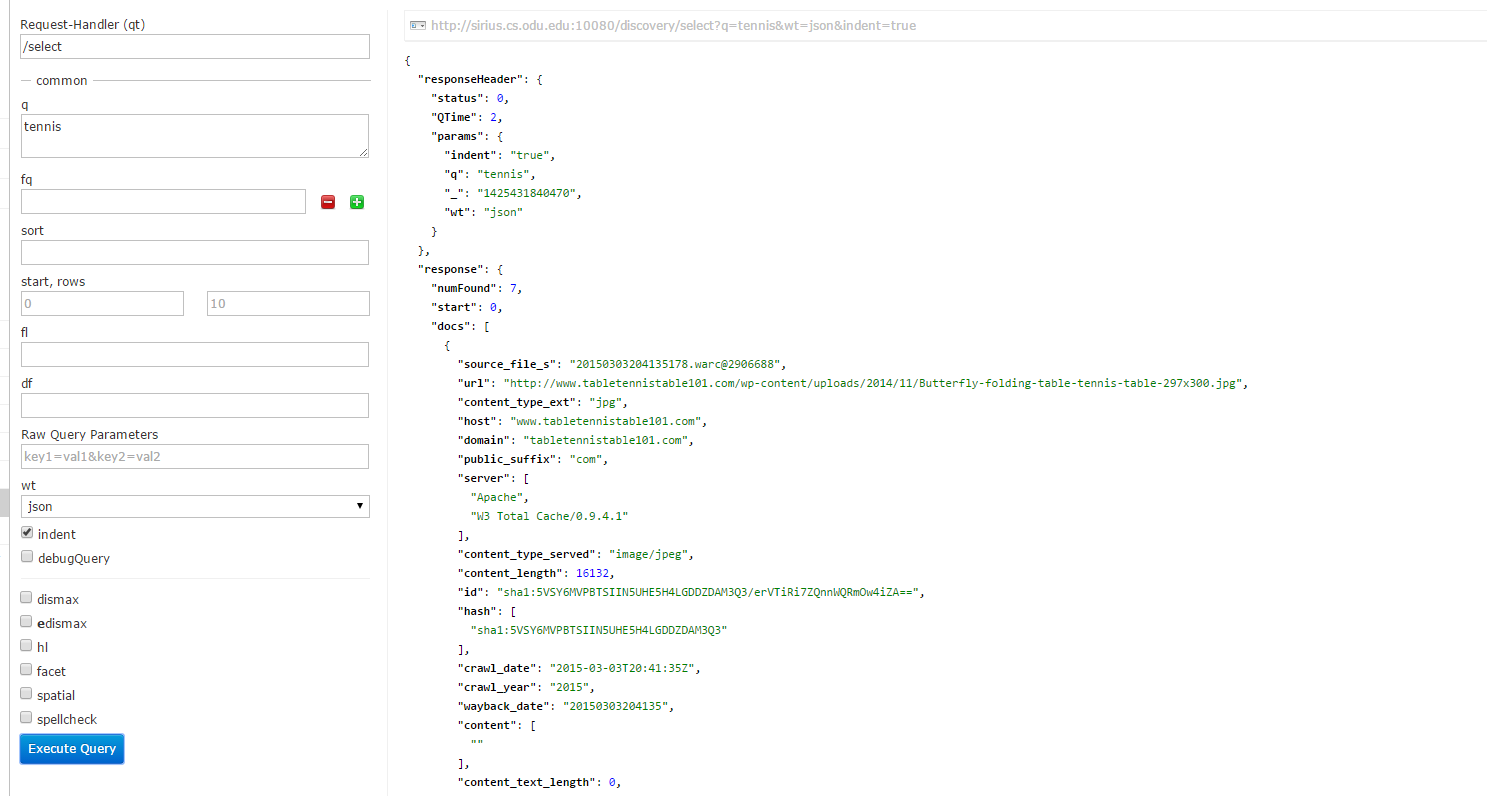 Request-Handler (qt)
/select
common
q
tennis
fq
sort
start, rows
0 10
fl
df
Raw Query Parameters
key1=val1&key2=val2
wt
json
indent
debugQuery
dismax
edismax
hl
facet
spatial
spellcheck
Execute Query
http://sirius.cs.odu.edu:10080/discovery/select?q=tennis&wt=json&indent=true
{
"responseHeader": {
"status": 0,
"QTime": 2,
"params": {
"indent": "true",
"q": "tennis",
"_": "1425431840470",
"wt": "json"
}
},
"response": {
"numFound": 7,
"start": 0,
"docs": [
{
"source_file_s": "20150303204135178.warc@2906688",
"url": "http://www.tabletennistable101.com/wp-content/uploads/2014/11/Butterfly-folding-table-tennis-table-297x300.jpg",
"content_type_ext": "jpg",
"host": "www.tabletennistable101.com",
"domain": "tabletennistable101.com",
"public_suffix": "com",
"server": [
"Apache",
"W3 Total Cache/0.9.4.1"
],
"content_type_served": "image/jpeg",
"content_length": 16132,
"id": "sha1:5VSY6MVPBTSIIN5UHE5H4LGDDZDAM3Q3/erVTiRi7ZQnnWQRmOw4iZA==",
"hash": [
"sha1:5VSY6MVPBTSIIN5UHE5H4LGDDZDAM3Q3"
],
"crawl_date": "2015-03-03T20:41:35Z",
"crawl_year": "2015",
"wayback_date": "20150303204135",
"content": [
""
],
"content_text_length": 0,